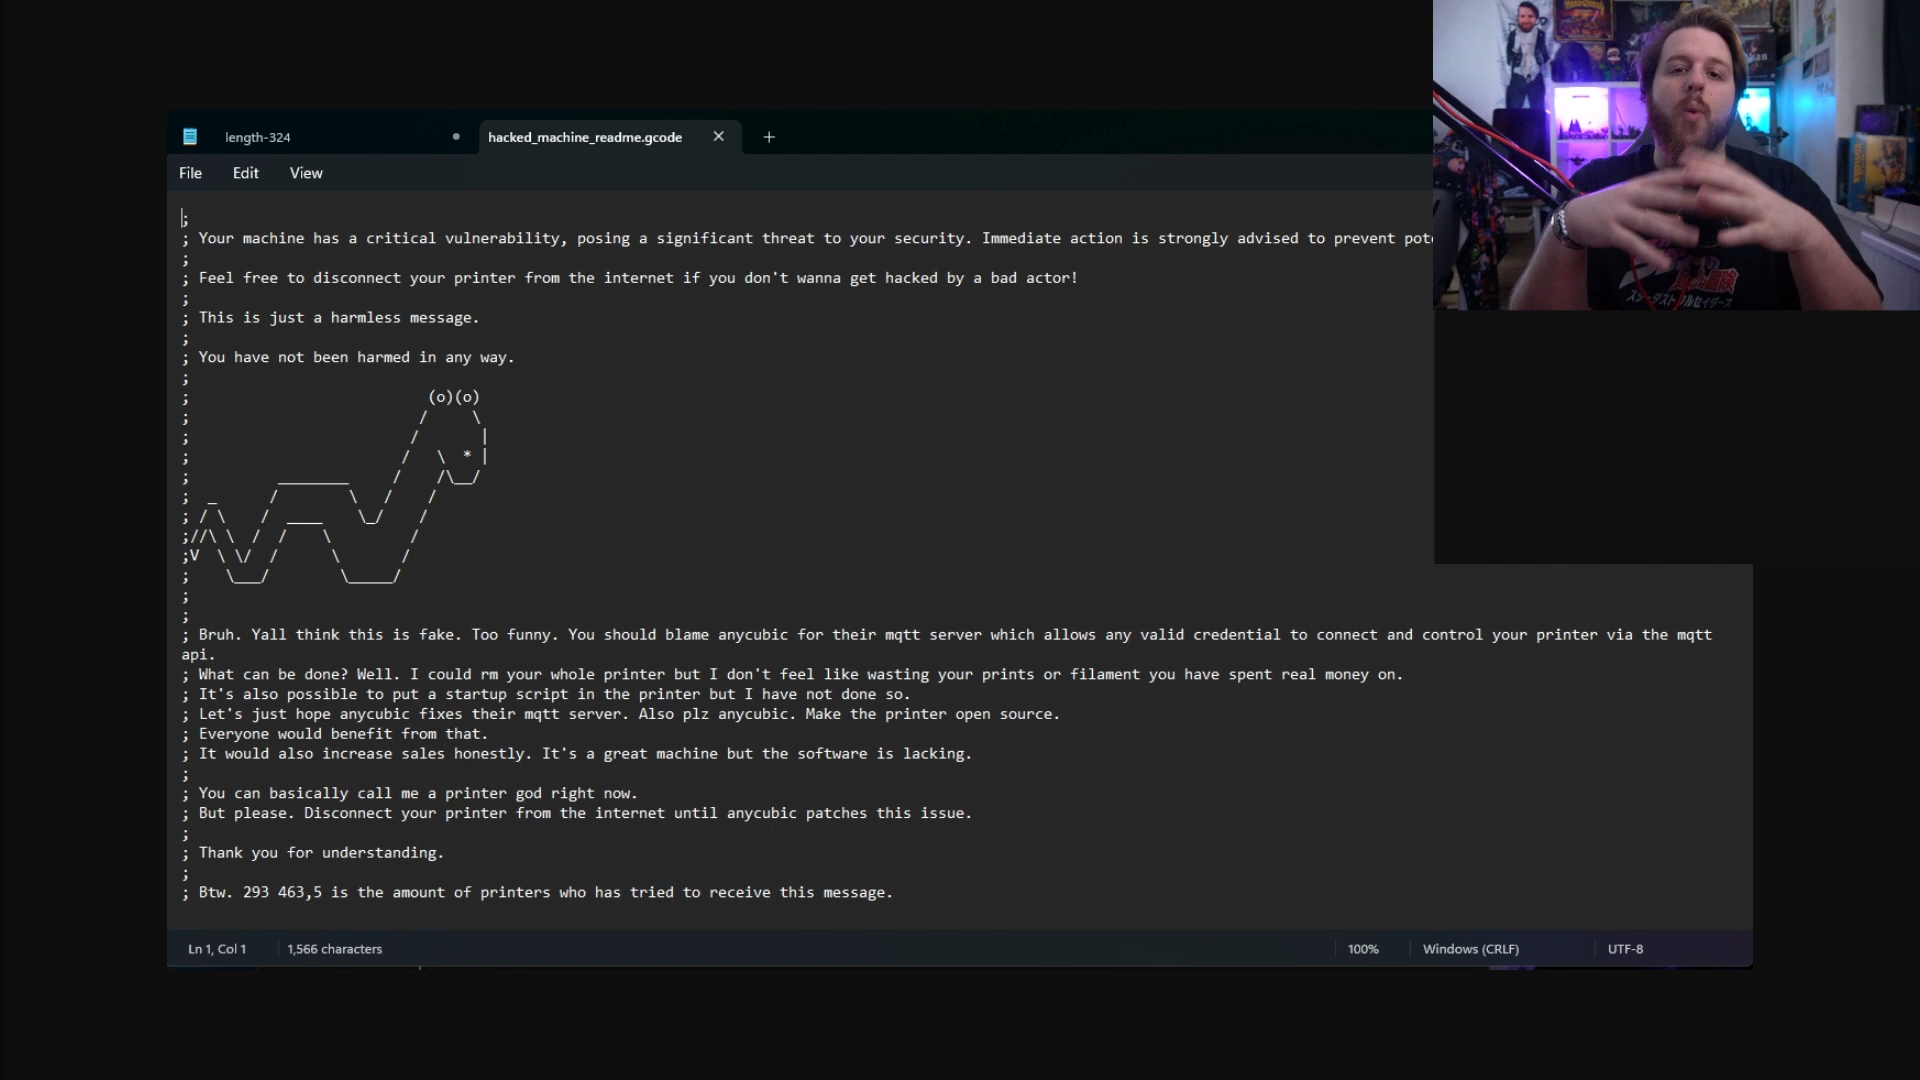 length-324
hacked_machine_readme.gcode
File Edit View
;
; Your machine has a critical vulnerability, posing a significant threat to your security. Immediate action is strongly advised to prevent
;
; Feel free to disconnect your printer from the internet if you don't wanna get hacked by a bad actor!
;
; This is just a harmless message.
;
; You have not been harmed in any way.
;
;                           (o)(o)
;                          /     \
;                         /       |
;                        /   \  * |
;          ________     /    /\__/
;  _      /        \   /    /
; / \    /  ____    \_/    /
;//\ \  / /    \         /
;V  \ \/ /      \       /
;    \___/        \_____/
;
;
; Bruh. Yall think this is fake. Too funny. You should blame anycubic for their mqtt server which allows any valid credential to connect and control your printer via the mqtt
api.
; What can be done? Well. I could rm your whole printer but I don't feel like wasting your prints or filament you have spent real money on.
; It's also possible to put a startup script in the printer but I have not done so.
; Let's just hope anycubic fixes their mqtt server. Also plz anycubic. Make the printer open source.
; Everyone would benefit from that.
; It would also increase sales honestly. It's a great machine but the software is lacking.
;
; You can basically call me a printer god right now.
; But please. Disconnect your printer from the internet until anycubic patches this issue.
;
; Thank you for understanding.
;
; Btw. 293 463,5 is the amount of printers who has tried to receive this message.
Ln 1, Col 1 1,566 characters 100% Windows (CRLF) UTF-8